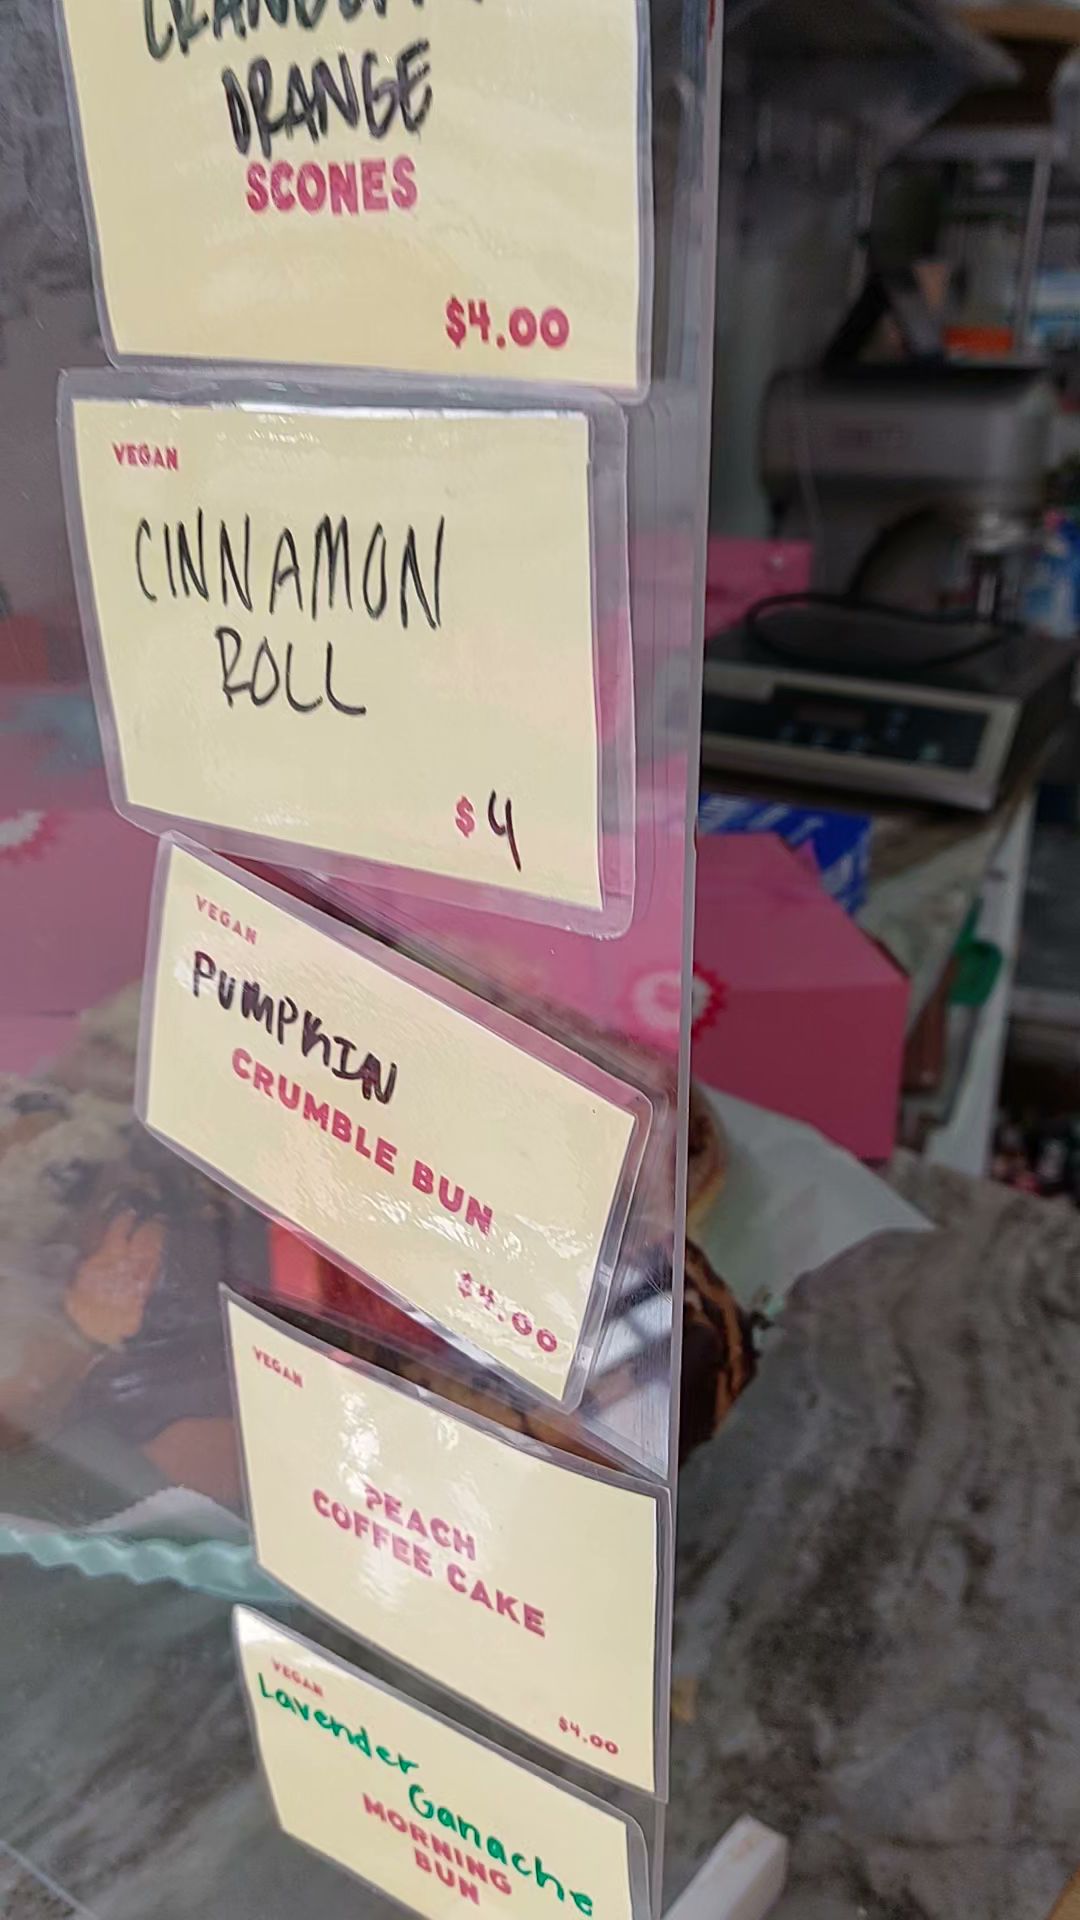 ORANGE
SCONES
$4.00
VEGAN
CINNAMON
ROLL
$4
VEGAN
PUMPKIN
CRUMBLE BUN
$4.00
VEGAN
PEACH
COFFEE CAKE
$4.00
VEGAN
Lavender
Ganache
MORNING
BUN